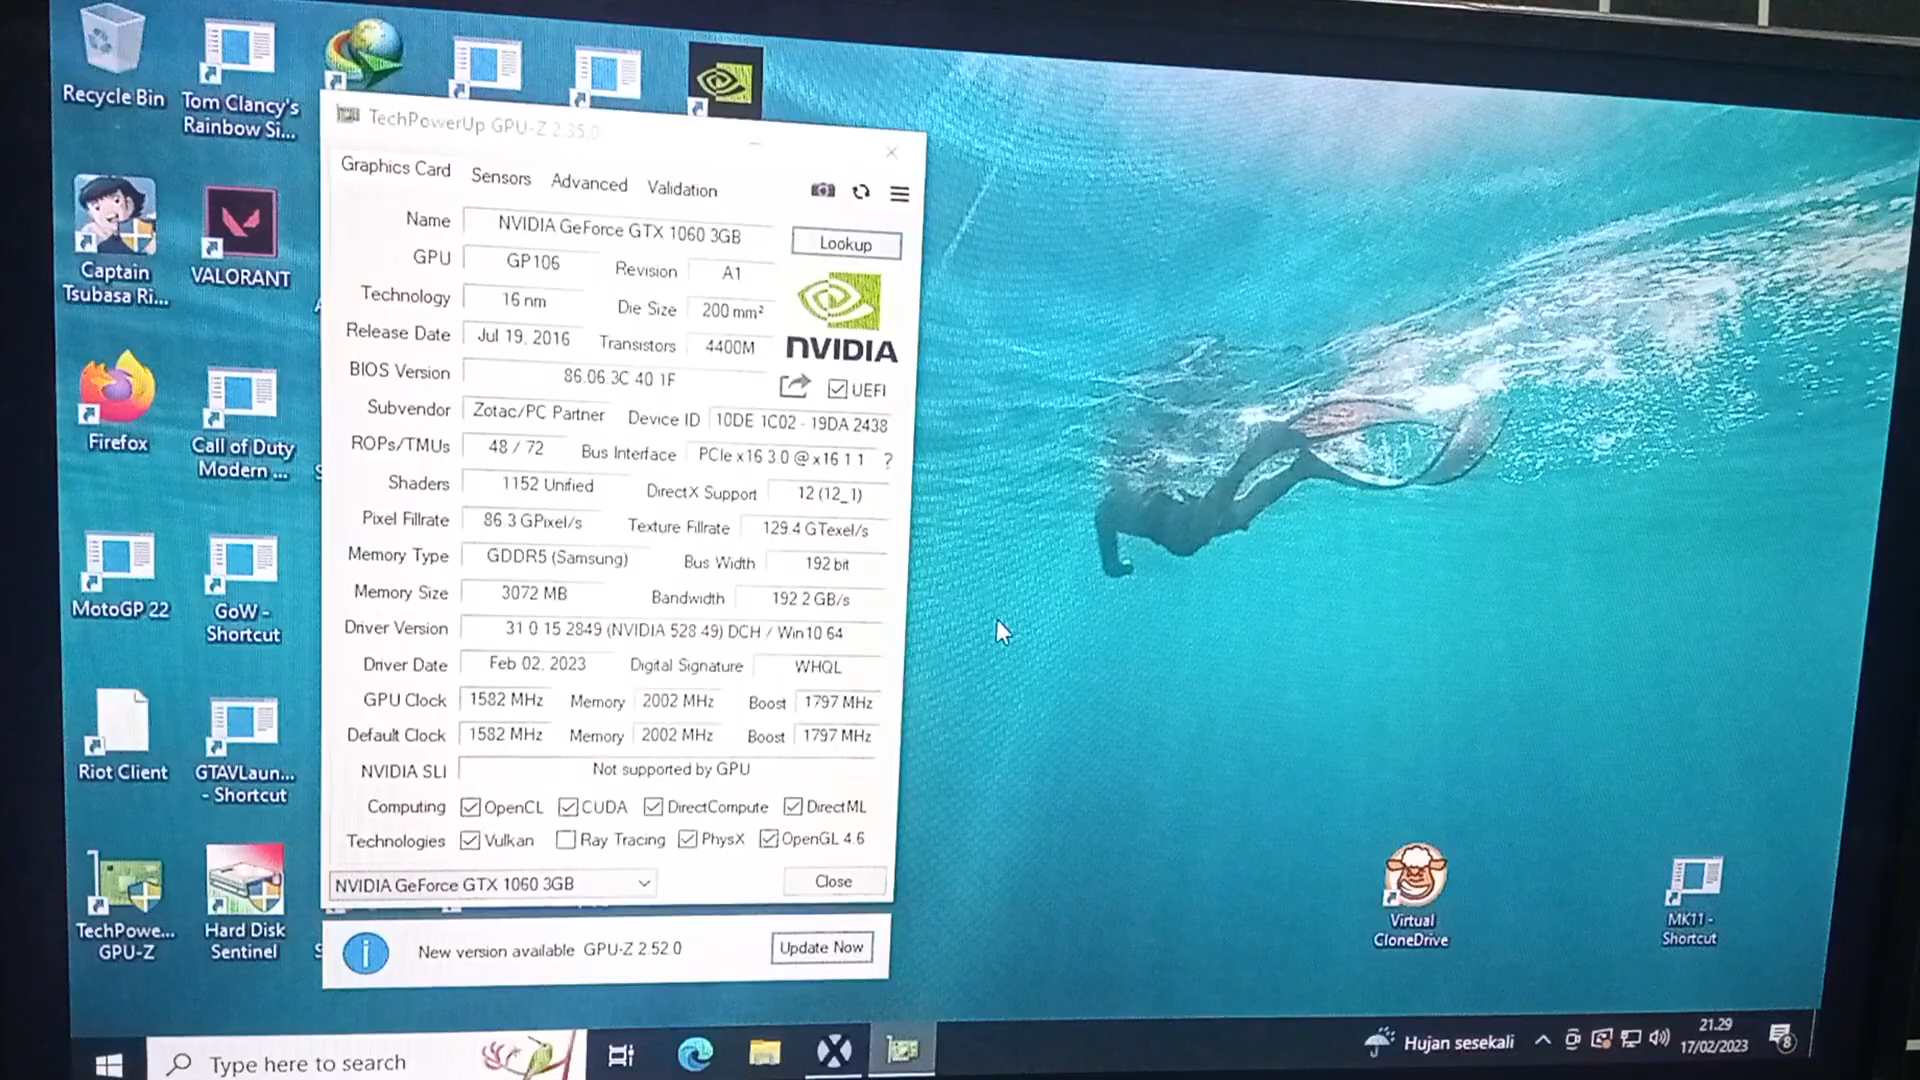 Recycle Bin
Tom Clancy's
Rainbow Si...
Captain
Tsubasa Ri...
VALORANT
Firefox
Call of Duty
Modern ...
MotoGP 22
GoW -
Shortcut
Riot Client
GTAVLaun...
- Shortcut
TechPowe...
GPU-Z
Hard Disk
Sentinel
TechPowerUp GPU-Z 2.35.0
Graphics Card Sensors Advanced Validation
Name NVIDIA GeForce GTX 1060 3GB Lookup
GPU GP106 Revision A1
Technology 16 nm Die Size 200 mm²
Release Date Jul 19, 2016 Transistors 4400M
NVIDIA
BIOS Version 86.06.3C.40.1F UEFI
Subvendor Zotac/PC Partner Device ID 10DE 1C02 - 19DA 2438
ROPs/TMUs 48 / 72 Bus Interface PCIe x16 3.0 @ x16 1.1 ?
Shaders 1152 Unified DirectX Support 12 (12_1)
Pixel Fillrate 86.3 GPixel/s Texture Fillrate 129.4 GTexel/s
Memory Type GDDR5 (Samsung) Bus Width 192 bit
Memory Size 3072 MB Bandwidth 192.2 GB/s
Driver Version 31.0.15.2849 (NVIDIA 528.49) DCH / Win10 64
Driver Date Feb 02, 2023 Digital Signature WHQL
GPU Clock 1582 MHz Memory 2002 MHz Boost 1797 MHz
Default Clock 1582 MHz Memory 2002 MHz Boost 1797 MHz
NVIDIA SLI Not supported by GPU
Computing OpenCL CUDA DirectCompute DirectML
Technologies Vulkan Ray Tracing PhysX OpenGL 4.6
NVIDIA GeForce GTX 1060 3GB Close
New version available GPU-Z 2.52.0 Update Now
Virtual
CloneDrive
MK11 -
Shortcut
Type here to search
Hujan sesekali
21.29
17/02/2023
8